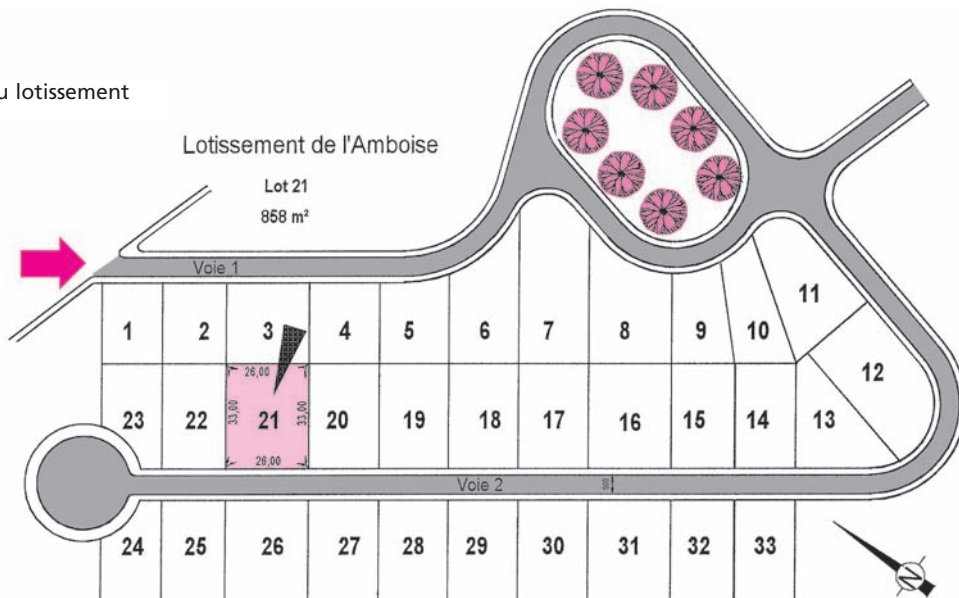 u lotissement
Lotissement de l'Amboise
Lot 21
858 m²
Voie 1
1 2 3 4 5 6 7 8 9 10 11
12
26,00
23 22 33,00 21 33,00 20 19 18 17 16 15 14 13
26,00
Voie 2
24 25 26 27 28 29 30 31 32 33
N